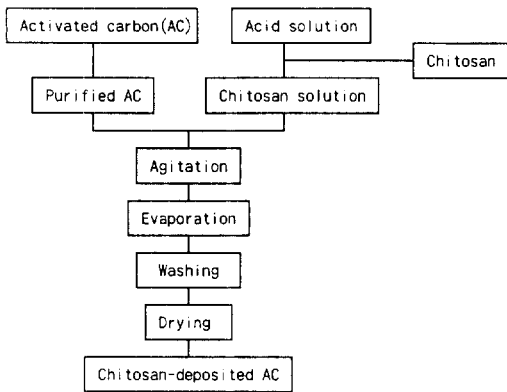 Activated carbon(AC)
Acid solution
Chitosan
Purified AC
Chitosan solution
Agitation
Evaporation
Washing
Drying
Chitosan-deposited AC